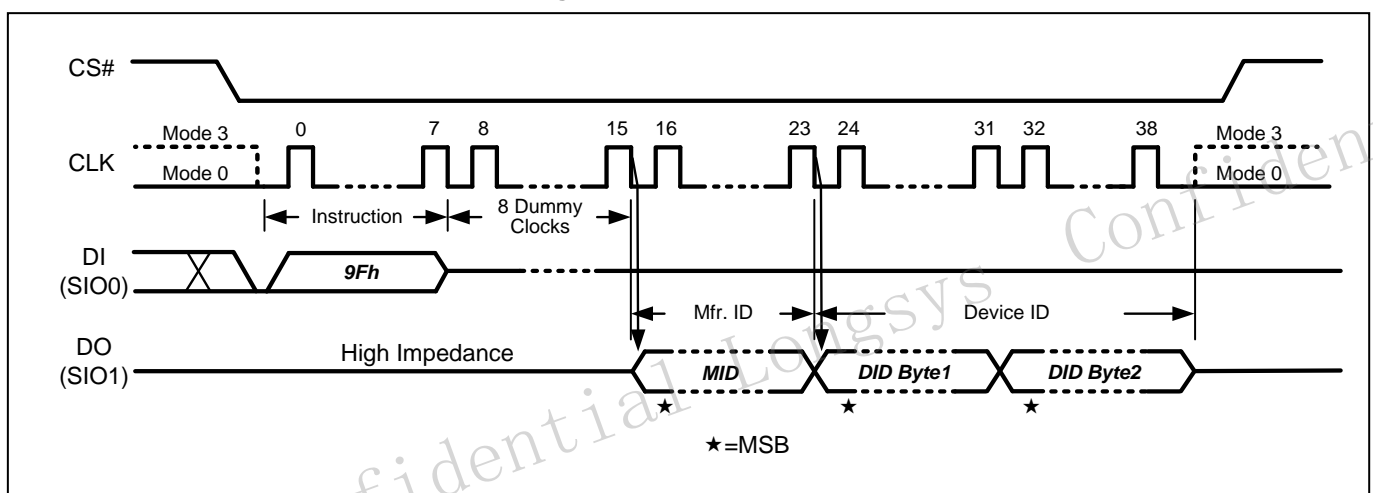 CS#
Mode 3 0 7 8 15 16 23 24 31 32 38 Mode 3
CLK
Mode 0 Mode 0
Instruction
8 Dummy
Clocks
DI
(SIO0)
9Fh
Mfr. ID Device ID
DO
(SIO1)
High Impedance
MID DID Byte1 DID Byte2
★ ★ ★
★=MSB
fidential Longsys Confiden